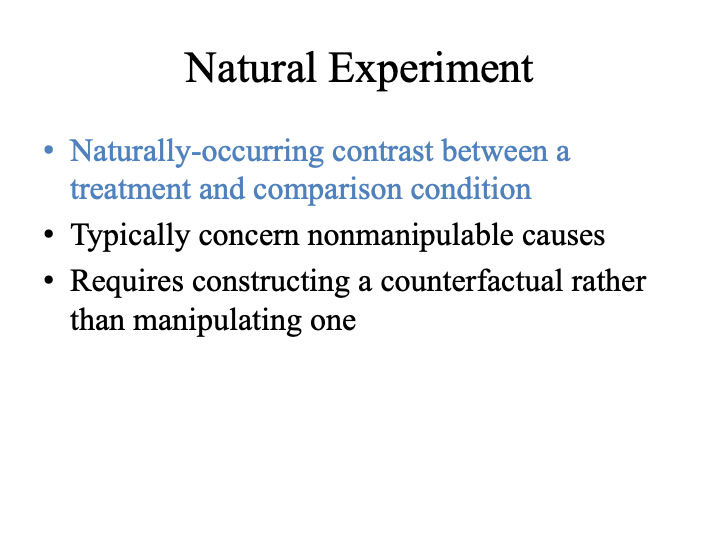 Natural Experiment
• Naturally-occurring contrast between a
treatment and comparison condition
• Typically concern nonmanipulable causes
• Requires constructing a counterfactual rather
than manipulating one